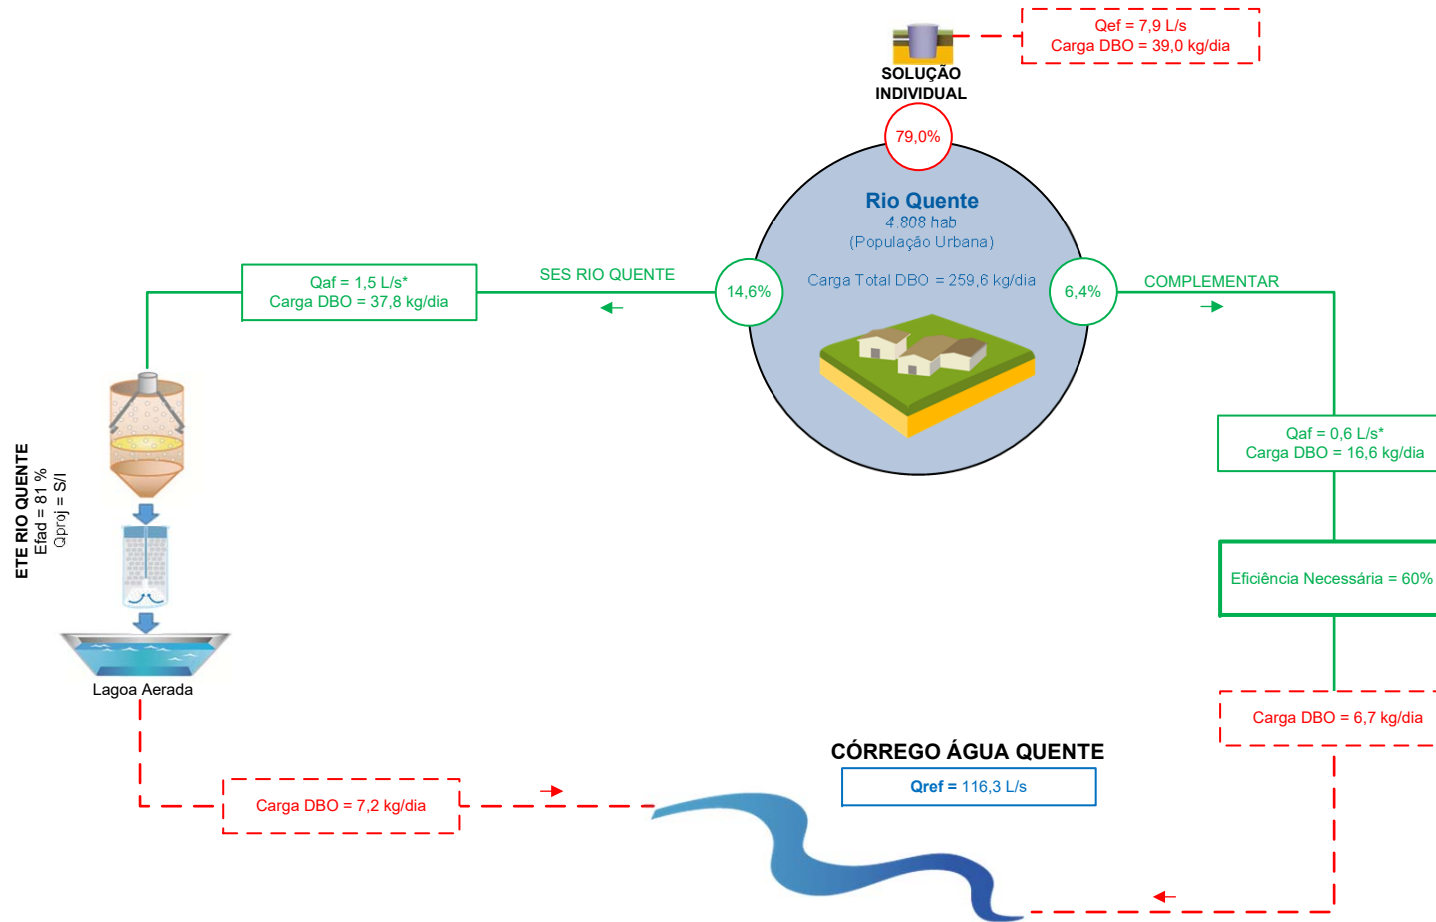 Qef = 7,9 L/s
Carga DBO = 39,0 kg/dia
SOLUÇÃO
INDIVIDUAL
79,0%
Rio Quente
4.808 hab
(População Urbana)
Carga Total DBO = 259,6 kg/dia
14,6%
6,4%
SES RIO QUENTE
COMPLEMENTAR
Qaf = 1,5 L/s*
Carga DBO = 37,8 kg/dia
Qaf = 0,6 L/s*
Carga DBO = 16,6 kg/dia
ETE RIO QUENTE
Efad = 81 %
Qproj = S/I
Eficiência Necessária = 60%
Lagoa Aerada
Carga DBO = 6,7 kg/dia
CÓRREGO ÁGUA QUENTE
Qref = 116,3 L/s
Carga DBO = 7,2 kg/dia